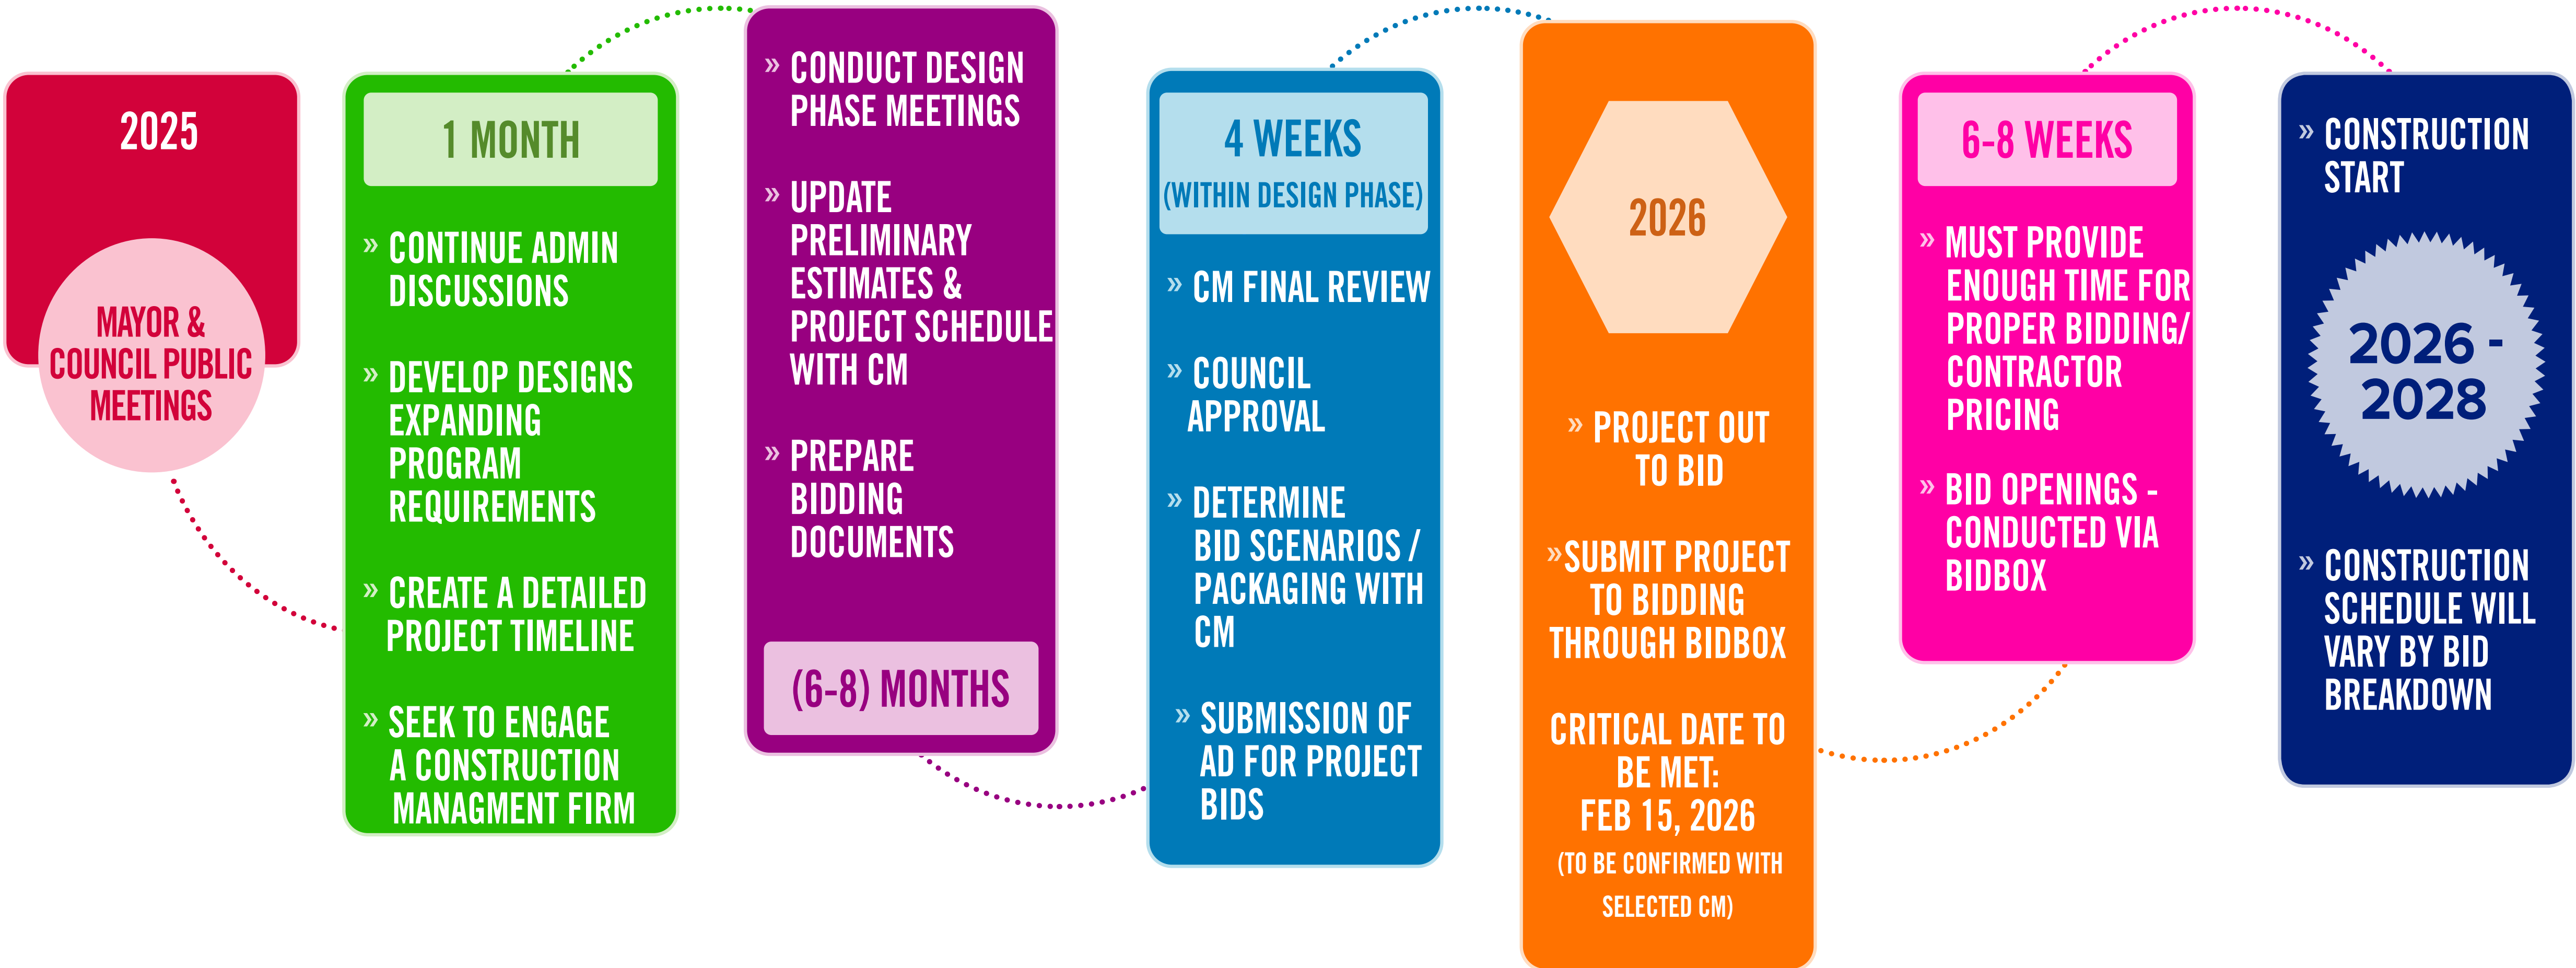 2025
MAYOR &
COUNCIL PUBLIC
MEETINGS
1 MONTH
» CONTINUE ADMIN
DISCUSSIONS
» DEVELOP DESIGNS
EXPANDING
PROGRAM
REQUIREMENTS
» CREATE A DETAILED
PROJECT TIMELINE
» SEEK TO ENGAGE
A CONSTRUCTION
MANAGMENT FIRM
» CONDUCT DESIGN
PHASE MEETINGS
» UPDATE
PRELIMINARY
ESTIMATES &
PROJECT SCHEDULE
WITH CM
» PREPARE
BIDDING
DOCUMENTS
(6-8) MONTHS
4 WEEKS
(WITHIN DESIGN PHASE)
» CM FINAL REVIEW
» COUNCIL
APPROVAL
» DETERMINE
BID SCENARIOS /
PACKAGING WITH
CM
» SUBMISSION OF
AD FOR PROJECT
BIDS
2026
» PROJECT OUT
TO BID
»SUBMIT PROJECT
TO BIDDING
THROUGH BIDBOX
CRITICAL DATE TO
BE MET:
FEB 15, 2026
(TO BE CONFIRMED WITH
SELECTED CM)
6-8 WEEKS
» MUST PROVIDE
ENOUGH TIME FOR
PROPER BIDDING/
CONTRACTOR
PRICING
» BID OPENINGS -
CONDUCTED VIA
BIDBOX
» CONSTRUCTION
START
2026 -
2028
» CONSTRUCTION
SCHEDULE WILL
VARY BY BID
BREAKDOWN